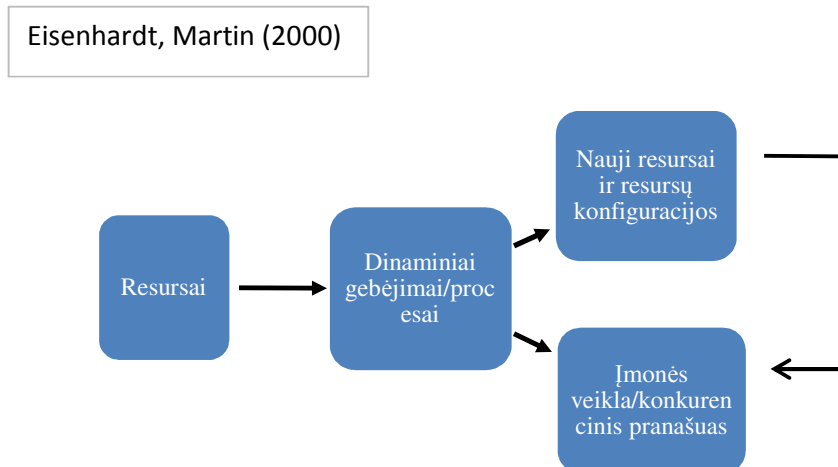 Eisenhardt, Martin (2000)
Resursai
Dinaminiai
gebėjimai/proc
esai
Nauji resursai
ir resursų
konfiguracijos
Įmonės
veikla/konkuren
cinis pranašuas